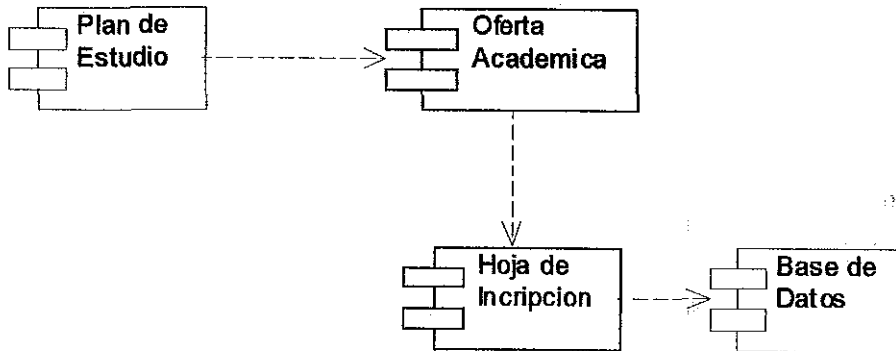 Plan de
Estudio
Oferta
Academica
Hoja de
Incripcion
Base de
Datos